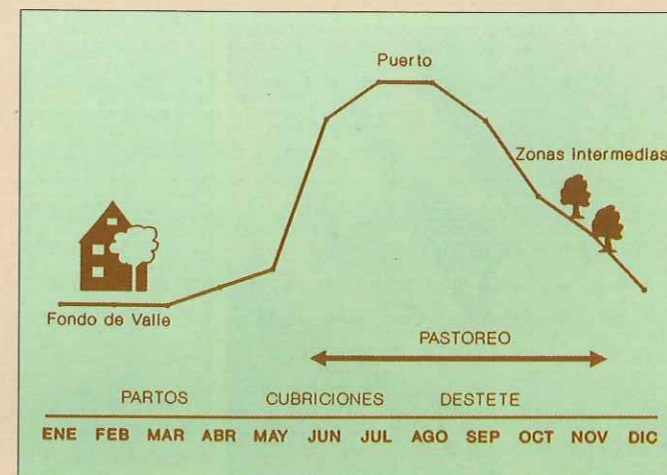 Puerto
Zonas Intermedias
Fondo de Valle
PASTOREO
PARTOS CUBRICIONES DESTETE
ENE FEB MAR ABR MAY JUN JUL AGO SEP OCT NOV DIC